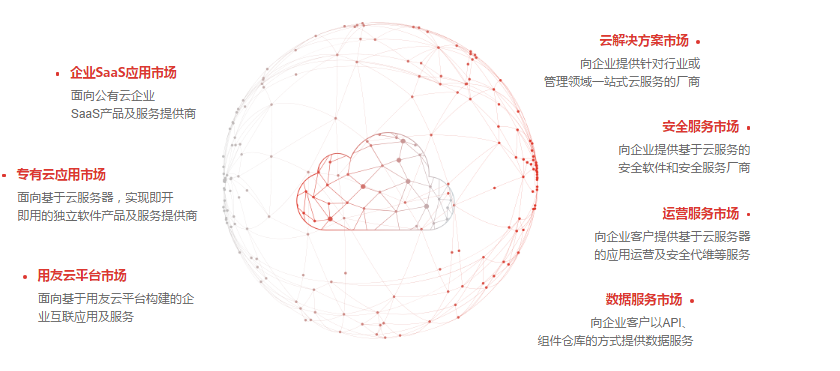 企业SaaS应用市场
面向公有云企业
SaaS产品及服务提供商
专有云应用市场
面向基于云服务器，实现即开
即用的独立软件产品及服务提供商
用友云平台市场
面向基于用友云平台构建的企
业互联应用及服务
云解决方案市场
向企业提供针对行业或
管理领域一站式云服务的厂商
安全服务市场
向企业提供基于云服务的
安全软件和安全服务厂商
运营服务市场
向企业客户提供基于云服务器
的应用运营及安全代维等服务
数据服务市场
向企业客户以API、
组件仓库的方式提供数据服务